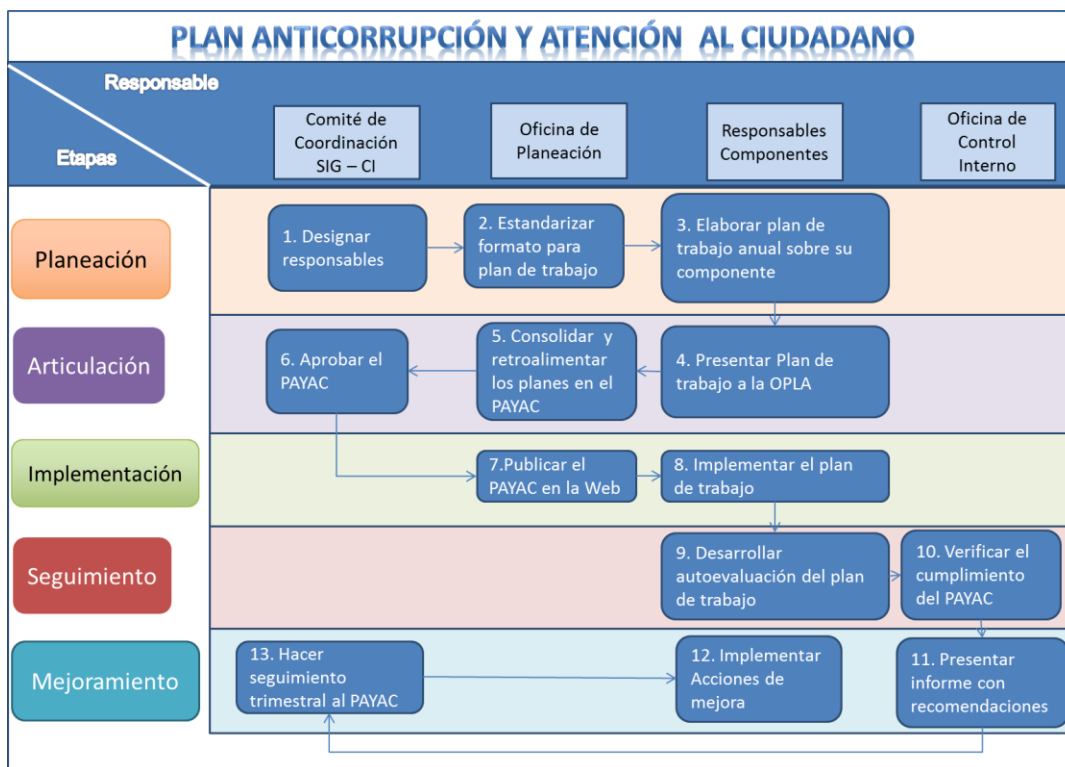 PLAN ANTICORRUPCIÓN Y ATENCIÓN AL CIUDADANO
Responsable
Etapas
Comité de
Coordinación
SIG – CI
Oficina de
Planeación
Responsables
Componentes
Oficina de
Control
Interno
Planeación
1. Designar
responsables
2. Estandarizar
formato para
plan de trabajo
3. Elaborar plan de
trabajo anual sobre su
componente
Articulación
6. Aprobar el
PAYAC
5. Consolidar y
retroalimentar
los planes en el
PAYAC
4. Presentar Plan de
trabajo a la OPLA
Implementación
7.Publicar el
PAYAC en la Web
8. Implementar el plan
de trabajo
Seguimiento
9. Desarrollar
autoevaluación del plan
de trabajo
10. Verificar el
cumplimiento
del PAYAC
Mejoramiento
13. Hacer
seguimiento
trimestral al PAYAC
12. Implementar
Acciones de
mejora
11. Presentar
informe con
recomendaciones